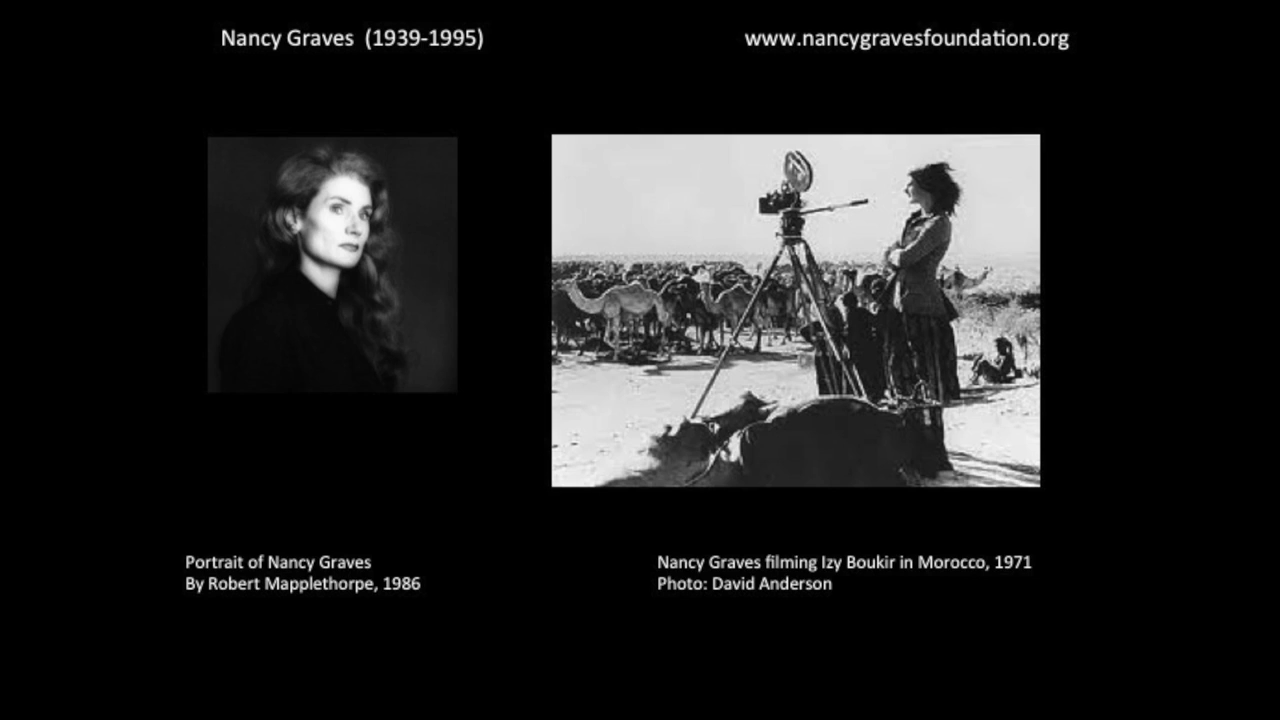 Nancy Graves (1939-1995)
www.nancygravesfoundation.org
Portrait of Nancy Graves
By Robert Mapplethorpe, 1986
Nancy Graves filming Izy Boukir in Morocco, 1971
Photo: David Anderson